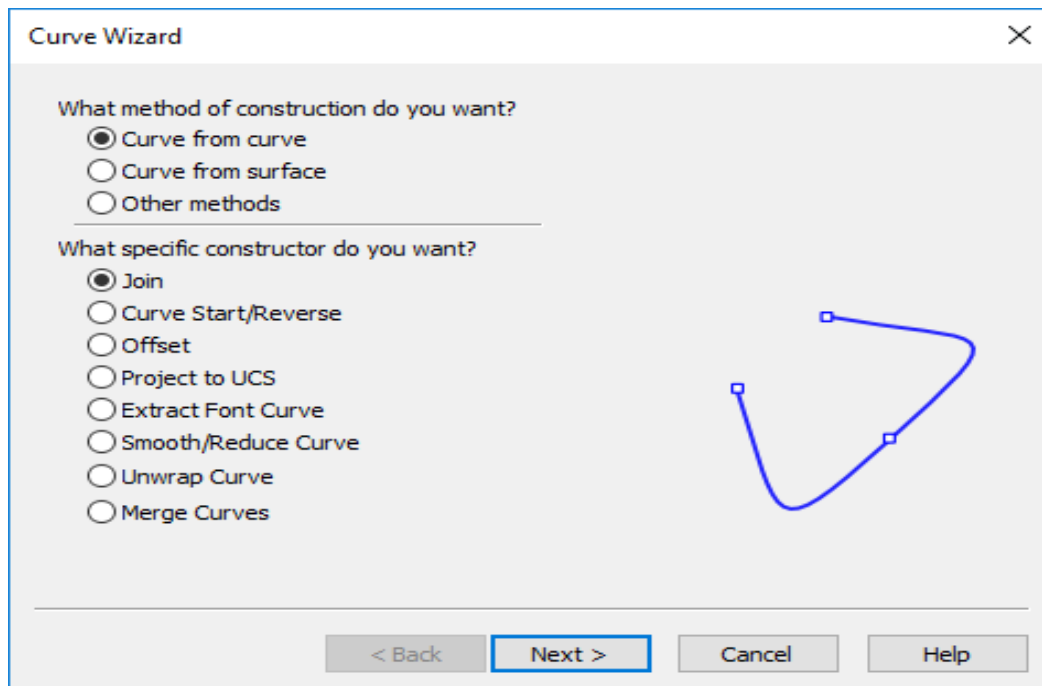 Curve Wizard
What method of construction do you want?
Curve from curve
Curve from surface
Other methods
What specific constructor do you want?
Join
Curve Start/Reverse
Offset
Project to UCS
Extract Font Curve
Smooth/Reduce Curve
Unwrap Curve
Merge Curves
< Back Next > Cancel Help